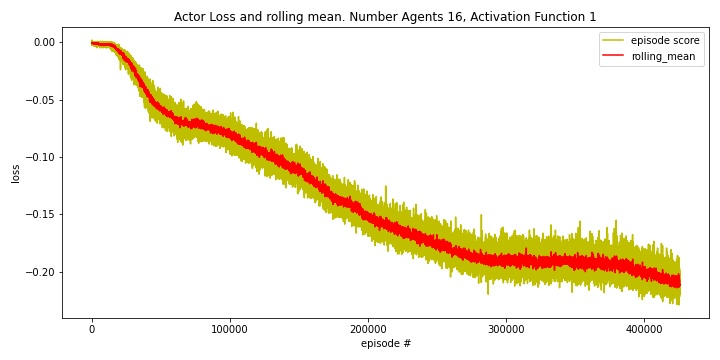 Actor Loss and rolling mean. Number Agents 16, Activation Function 1
episode score
rolling_mean
0.00
−0.05
−0.10
−0.15
−0.20
loss
0 100000 200000 300000 400000
episode #